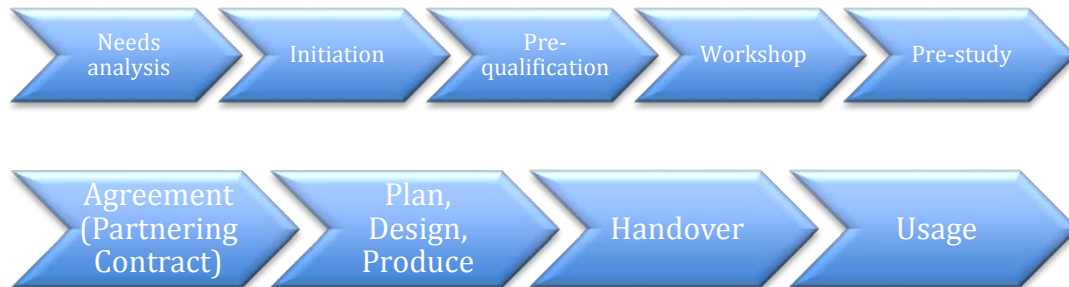 Needs
analysis
Initiation
Pre-
qualification
Workshop
Pre-study
Agreement
(Partnering
Contract)
Plan,
Design,
Produce
Handover
Usage